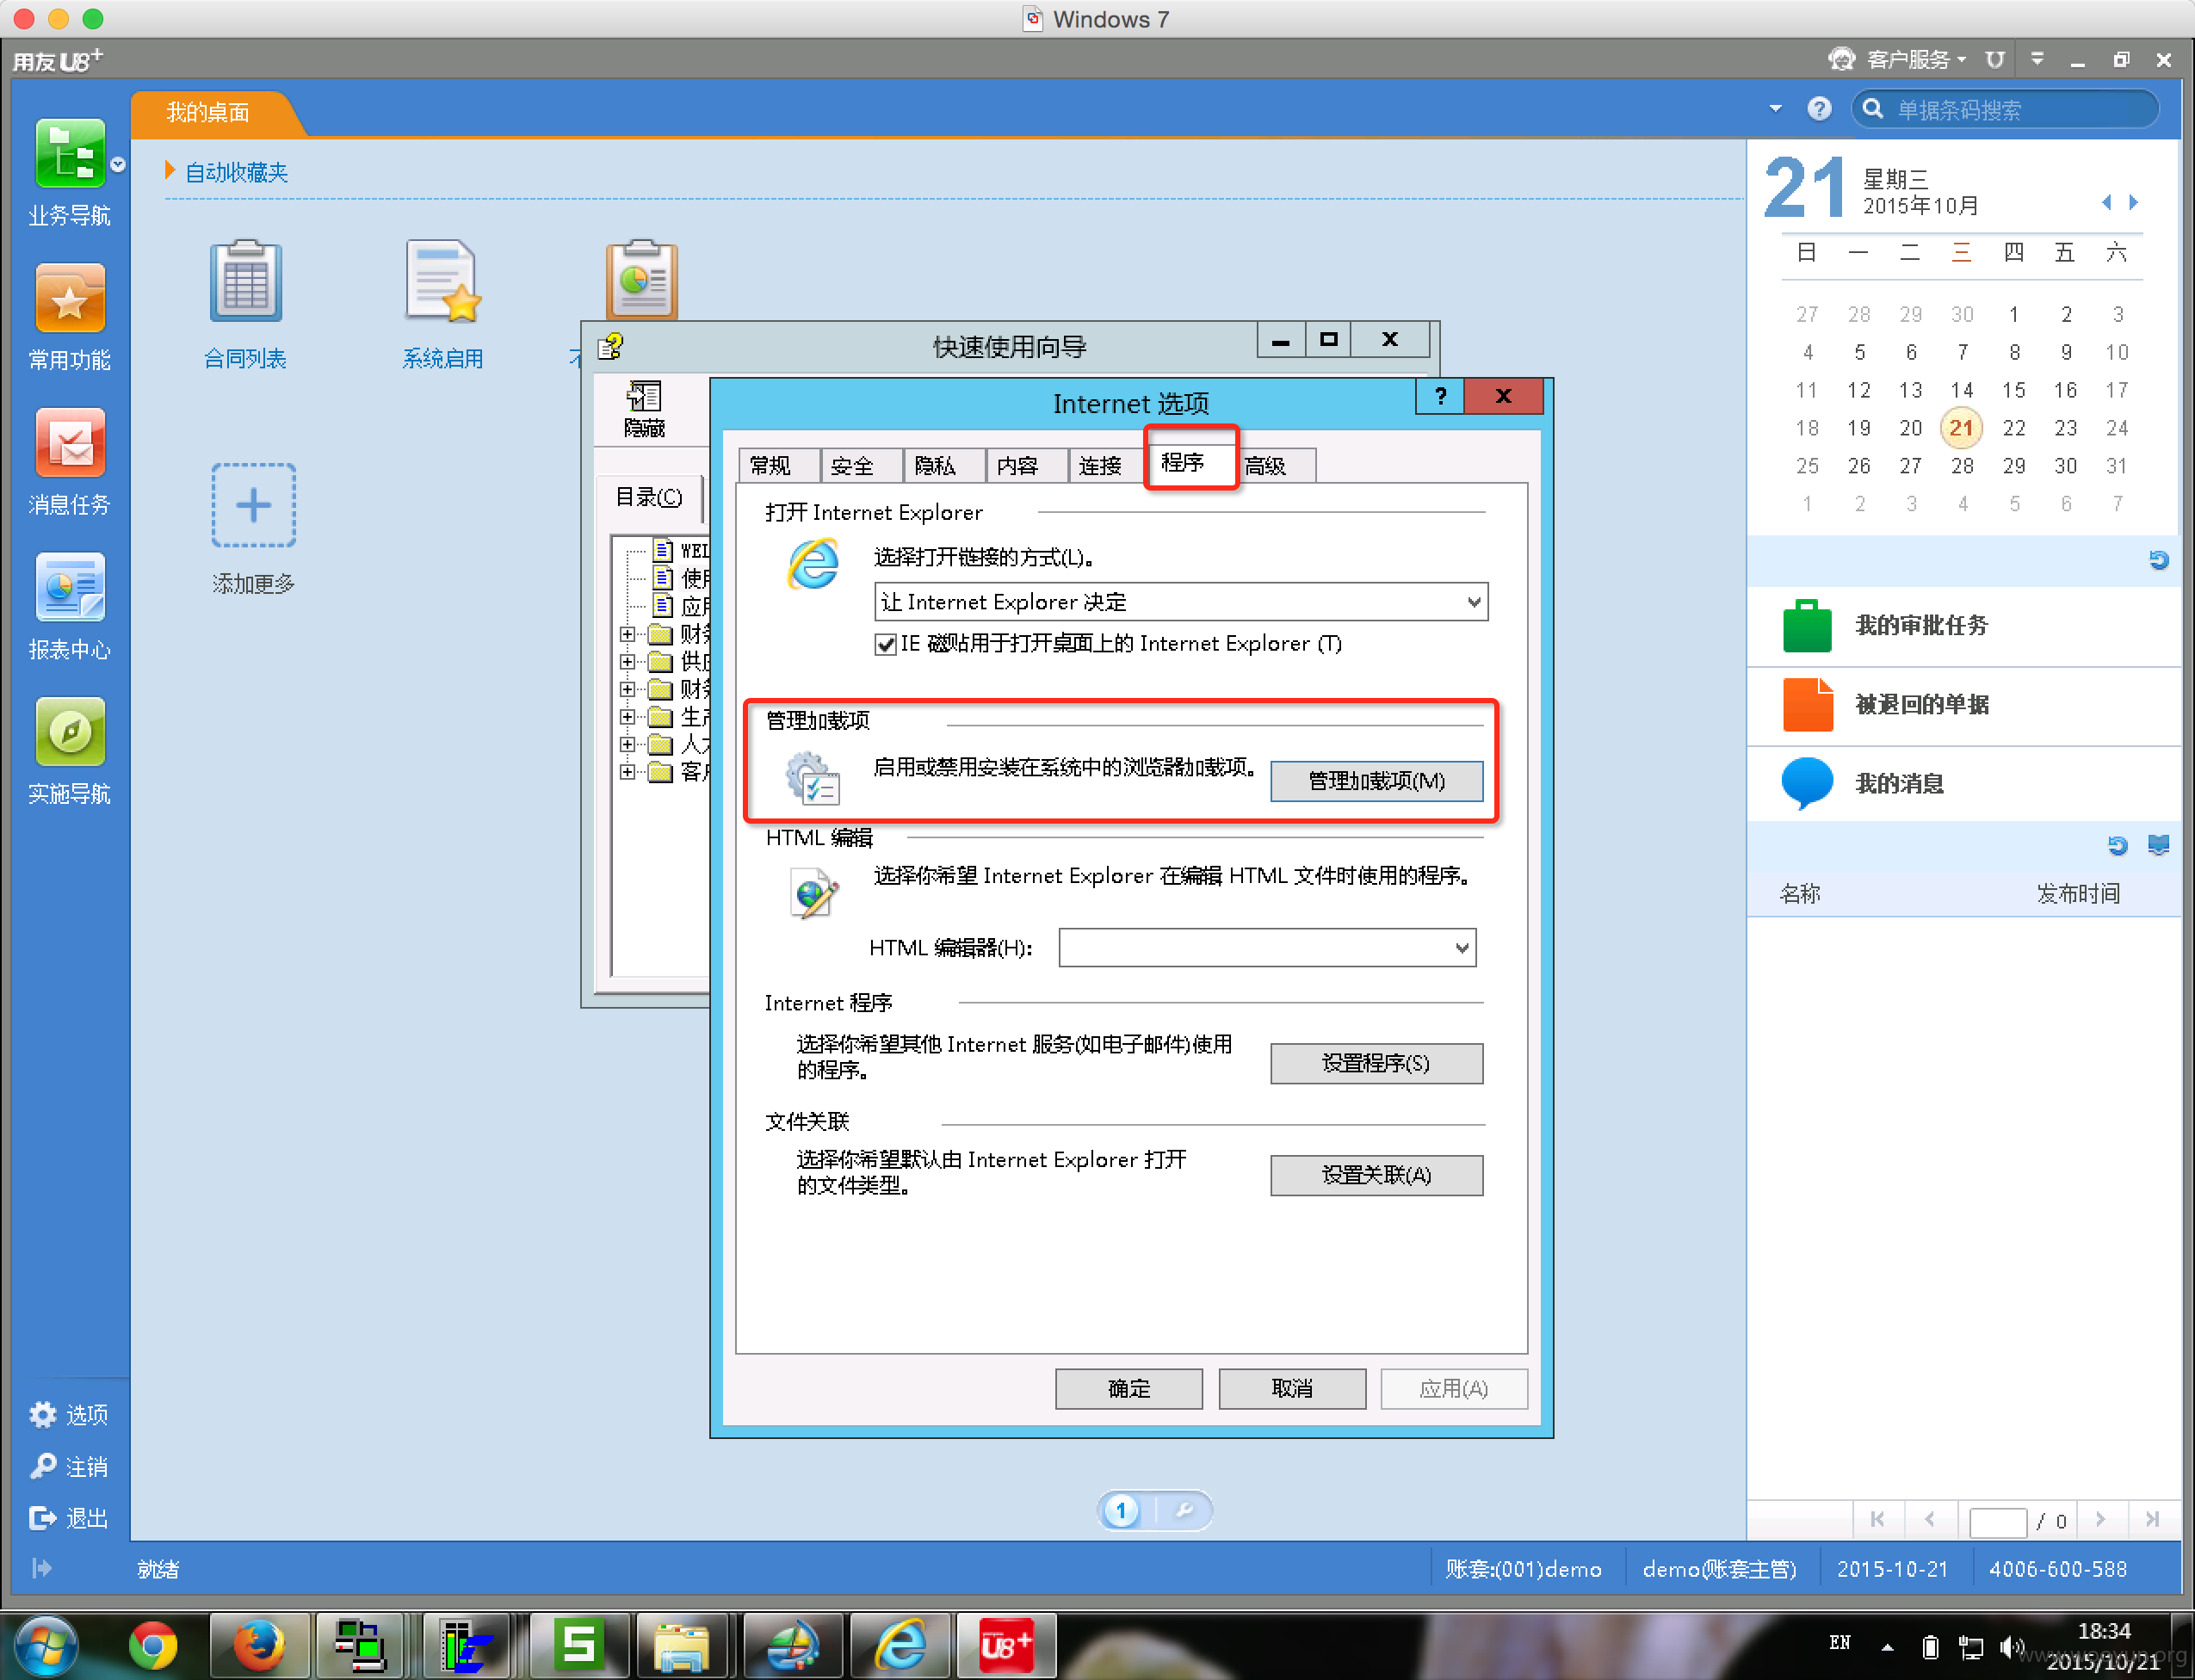 Windows 7
用友 U8+
客户服务
我的桌面
单据条码搜索
业务导航
常用功能
消息任务
报表中心
实施导航
选项
注销
退出
自动收藏夹
合同列表
系统启用
添加更多
快速使用向导
隐藏
目录(C)
WEL
使用
应用
财务
供应
财务
生产
人才
客户
Internet 选项
?
X
常规
安全
隐私
内容
连接
程序
高级
打开 Internet Explorer
选择打开链接的方式(L)。
让 Internet Explorer 决定
IE 磁贴用于打开桌面上的 Internet Explorer (T)
管理加载项
启用或禁用安装在系统中的浏览器加载项。
管理加载项(M)
HTML 编辑
选择你希望 Internet Explorer 在编辑 HTML 文件时使用的程序。
HTML 编辑器(H):
Internet 程序
选择你希望其他 Internet 服务(如电子邮件)使用
的程序。
设置程序(S)
文件关联
选择你希望默认由 Internet Explorer 打开
的文件类型。
设置关联(A)
确定
取消
应用(A)
1
21
星期三
2015年10月
日 一 二 三 四 五 六
27 28 29 30 1 2 3
4 5 6 7 8 9 10
11 12 13 14 15 16 17
18 19 20 21 22 23 24
25 26 27 28 29 30 31
1 2 3 4 5 6 7
我的审批任务
被退回的单据
我的消息
名称
发布时间
/ 0
就绪
账套:(001)demo
demo(账套主管)
2015-10-21
4006-600-588
S
U8+
EN
18:34
2015/10/21